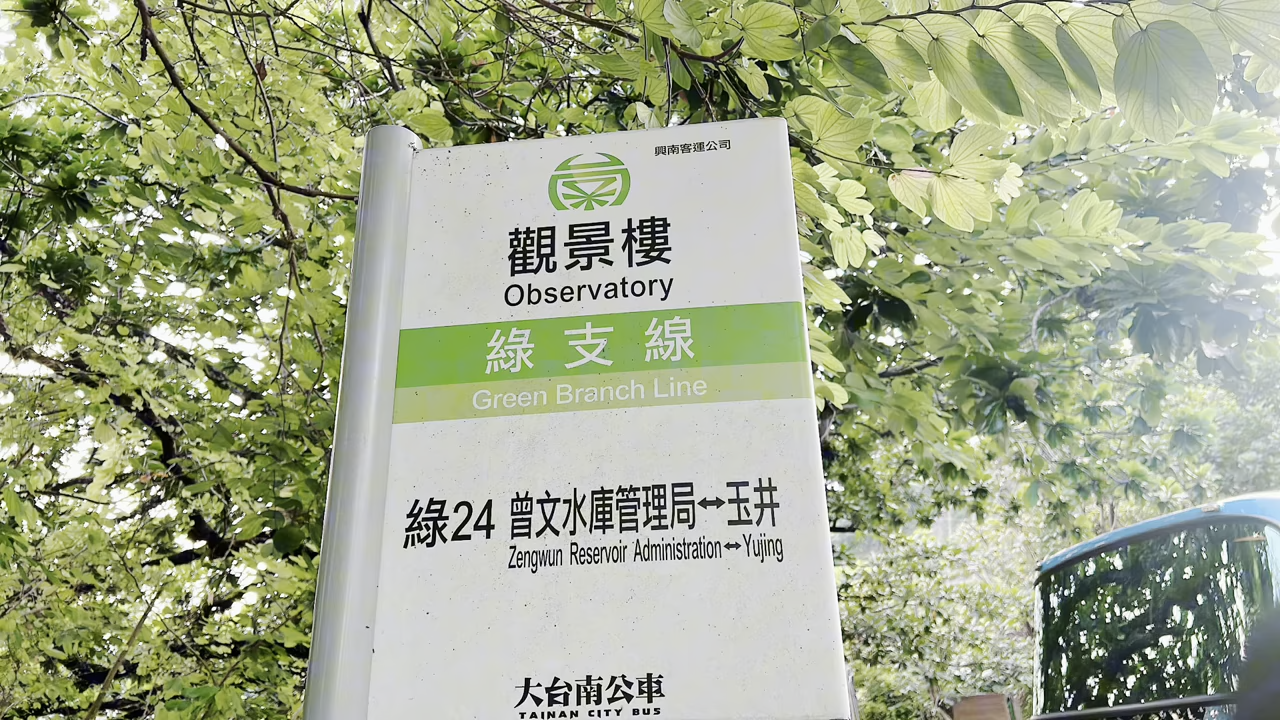 興南客運公司
觀景樓
Observatory
綠支線
Green Branch Line
綠24 曾文水庫管理局↔玉井
Zengwun Reservoir Administration↔Yujing
大台南公車
TAINAN CITY BUS